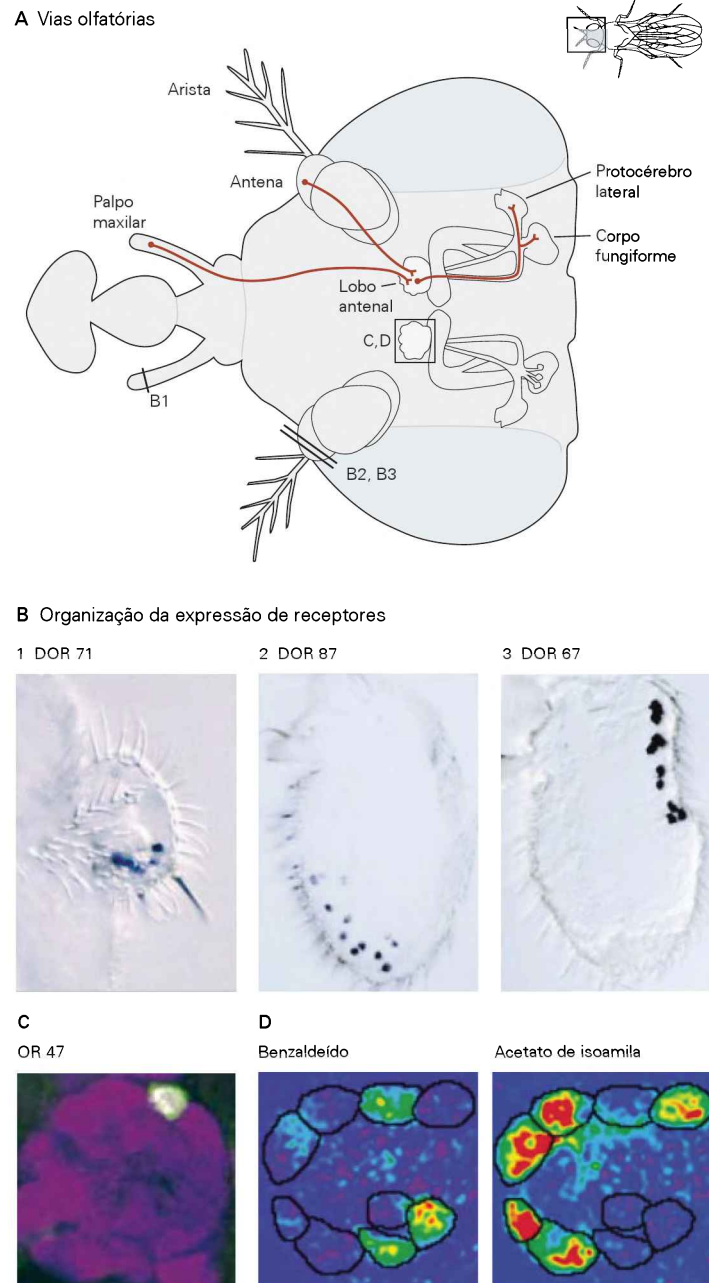 A Vias olfatórias
Arista
Antena
Palpo
maxilar
Protocérebro
lateral
Corpo
fungiforme
Lobo
antenal
C,D
B1
B2, B3
B Organização da expressão de receptores
1 DOR 71
2 DOR 87
3 DOR 67
C
OR 47
D
Benzaldeído
Acetato de isoamila